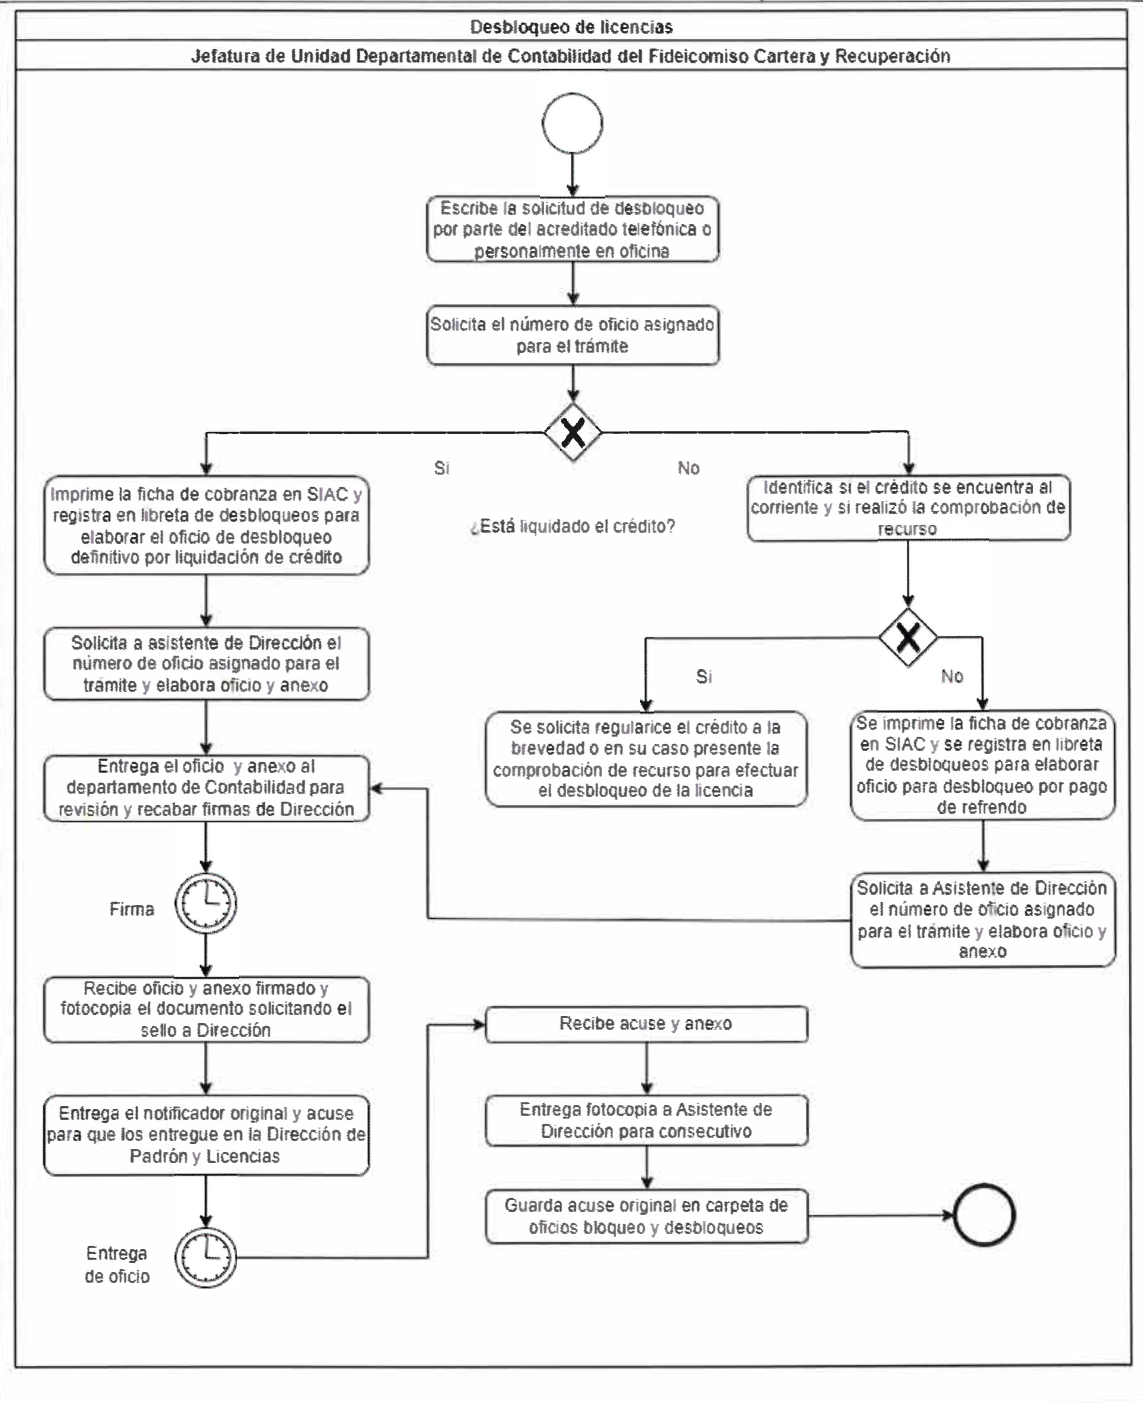 Desbloqueo de licencias
Jefatura de Unidad Departamental de Contabilidad del Fideicomiso Cartera y Recuperación
Escribe la solicitud de desbloqueo
por parte del acreditado telefónica o
personalmente en oficina
Solicita el número de oficio asignado
para el trámite
Si
No
¿Está liquidado el crédito?
Imprime la ficha de cobranza en SIAC y
registra en libreta de desbloqueos para
elaborar el oficio de desbloqueo
definitivo por liquidación de crédito
Identifica si el crédito se encuentra al
corriente y si realizó la comprobación de
recurso
Solicita a asistente de Dirección el
número de oficio asignado para el
trámite y elabora oficio y anexo
Si
No
Se solicita regularice el crédito a la
brevedad o en su caso presente la
comprobación de recurso para efectuar
el desbloqueo de la licencia
Se imprime la ficha de cobranza
en SIAC y se registra en libreta
de desbloqueos para elaborar
oficio para desbloqueo por pago
de refrendo
Entrega el oficio y anexo al
departamento de Contabilidad para
revisión y recabar firmas de Dirección
Solicita a Asistente de Dirección
el número de oficio asignado
para el trámite y elabora oficio y
anexo
Firma
Recibe oficio y anexo firmado y
fotocopia el documento solicitando el
sello a Dirección
Entrega el notificador original y acuse
para que los entregue en la Dirección de
Padrón y Licencias
Entrega
de oficio
Recibe acuse y anexo
Entrega fotocopia a Asistente de
Dirección para consecutivo
Guarda acuse original en carpeta de
oficios bloqueo y desbloqueos